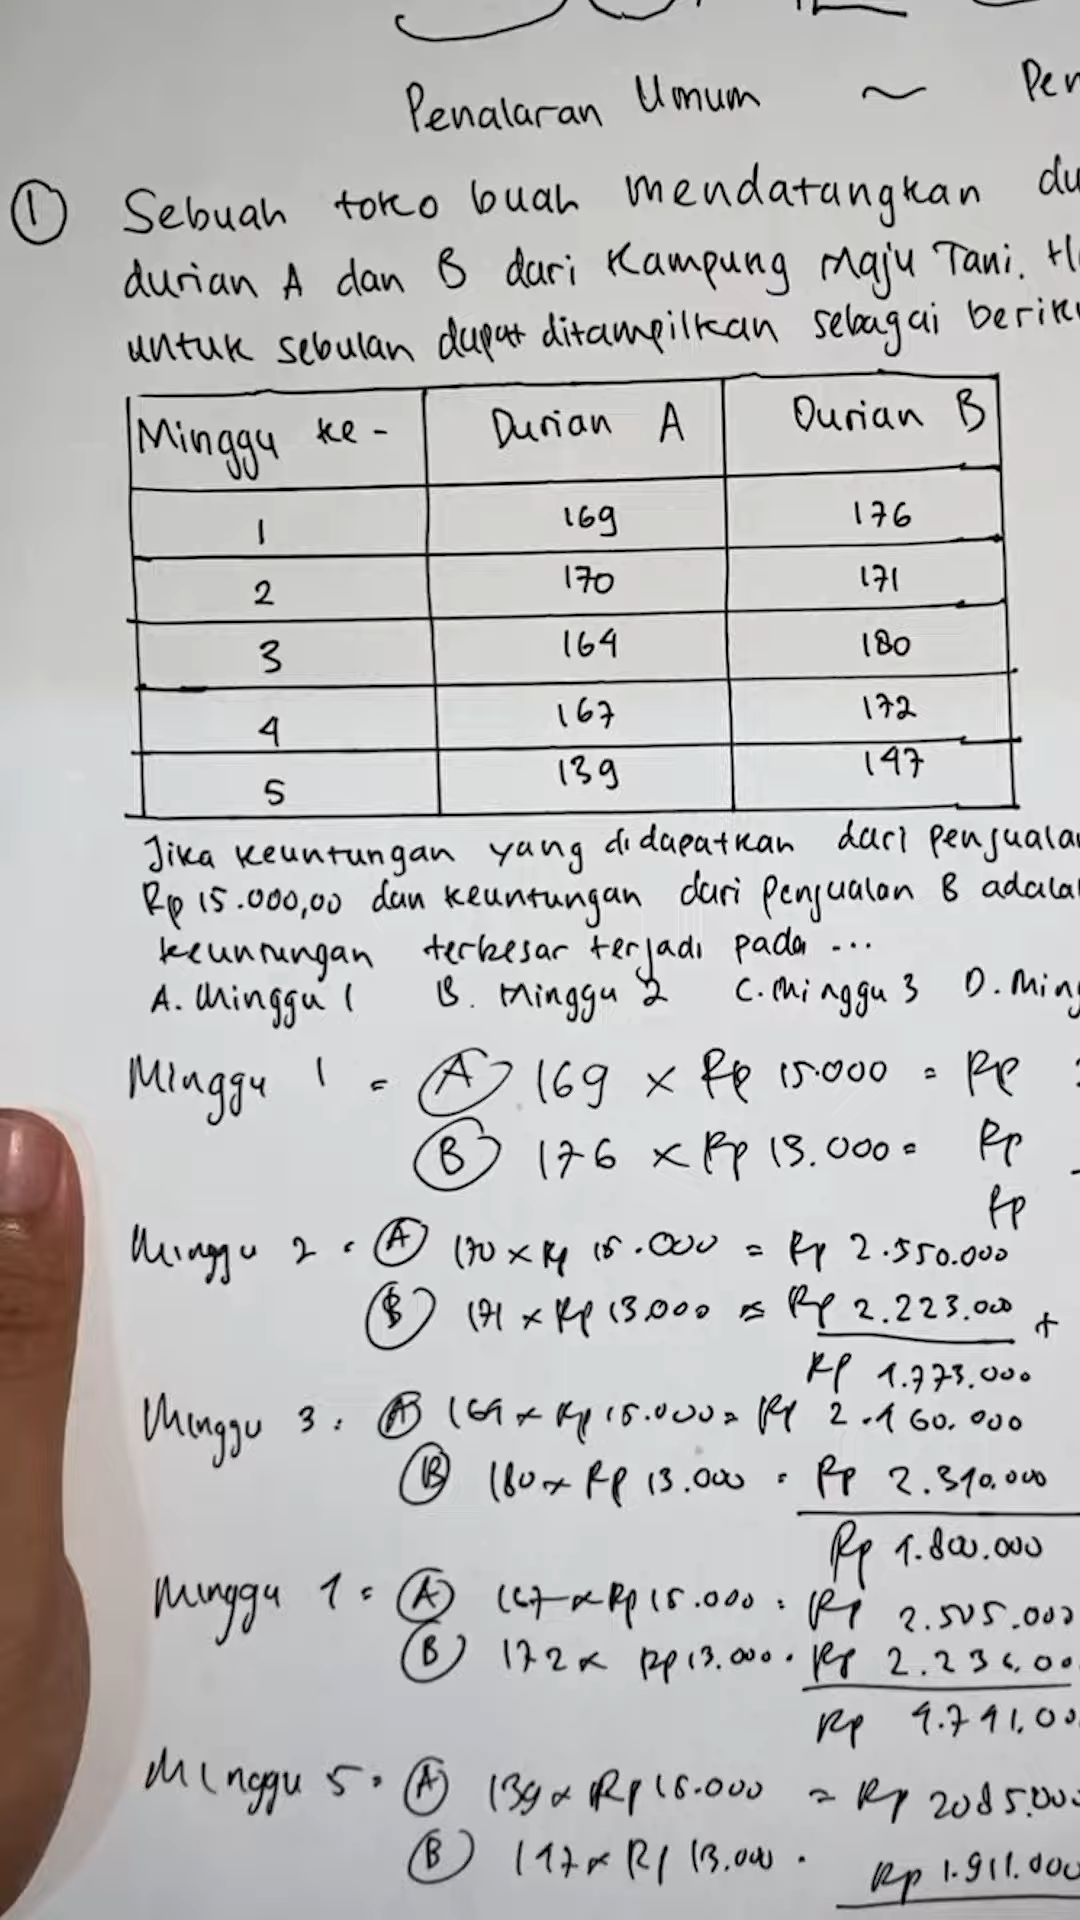 Penalaran Umum ~ Pen
① Sebuah toko buah mendatangkan du
durian A dan B dari Kampung Maju Tani. H
untuk sebulan dapat ditampilkan sebagai beriku
Minggu ke- Durian A Durian B
1 169 176
2 170 171
3 164 180
4 167 172
5 139 147
Jika keuntungan yang didapatkan dari penjualan
Rp 15.000,00 dan keuntungan dari Penjualan B adala
keuntungan terbesar terjadi pada ...
A. Minggu 1 B. Minggu 2 C. Minggu 3 D. Ming
Minggu 1 = Ⓐ 169 x Rp 15.000 = Rp
Ⓑ 176 x Rp 13.000 = Rp
Rp
Minggu 2 = Ⓐ 170 x Rp 15.000 = Rp 2.550.000
Ⓑ 171 x Rp 13.000 = Rp 2.223.000 +
Rp 4.773.000
Minggu 3 : Ⓐ 164 x Rp 15.000 = Rp 2.460.000
Ⓑ 180 x Rp 13.000 = Rp 2.340.000
Rp 4.800.000
Minggu 4 = Ⓐ 167 x Rp 15.000 = Rp 2.505.000
Ⓑ 172 x Rp 13.000 = Rp 2.236.00
Rp 4.741.00
Minggu 5 = Ⓐ 139 x Rp 15.000 = Rp 2085.000
Ⓑ 147 x Rp 13.000 = Rp 1.911.000